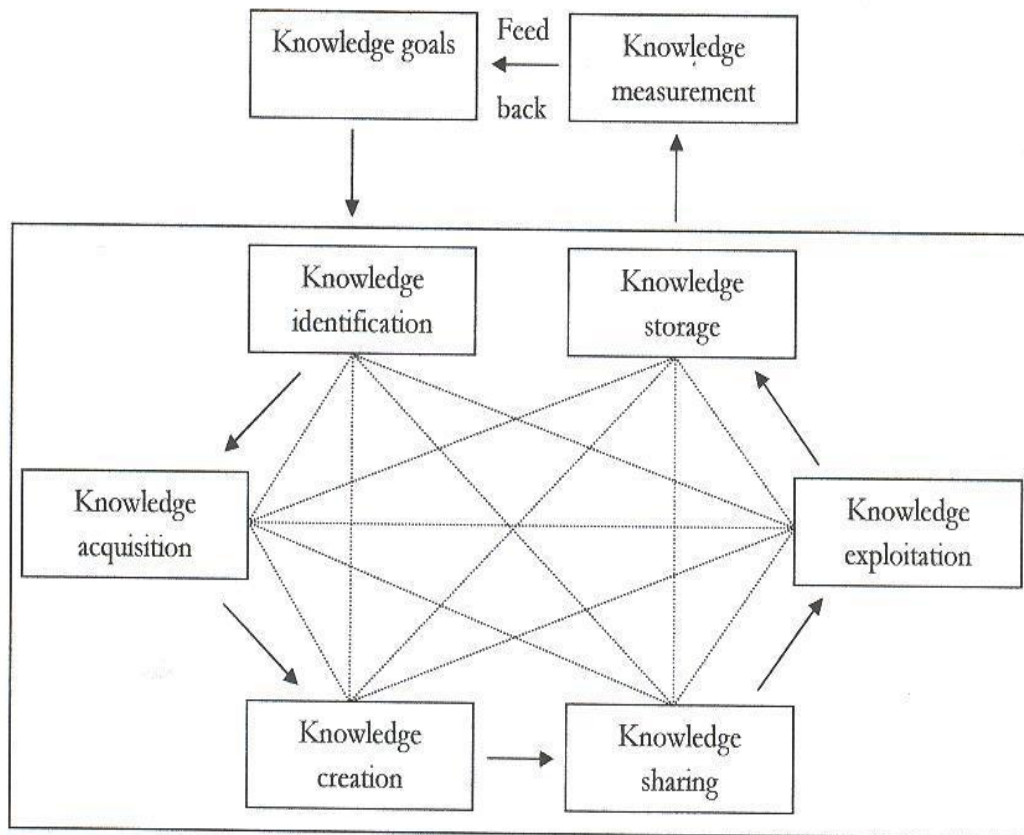 Knowledge goals
Feed
back
Knowledge
measurement
Knowledge
identification
Knowledge
storage
Knowledge
acquisition
Knowledge
exploitation
Knowledge
creation
Knowledge
sharing